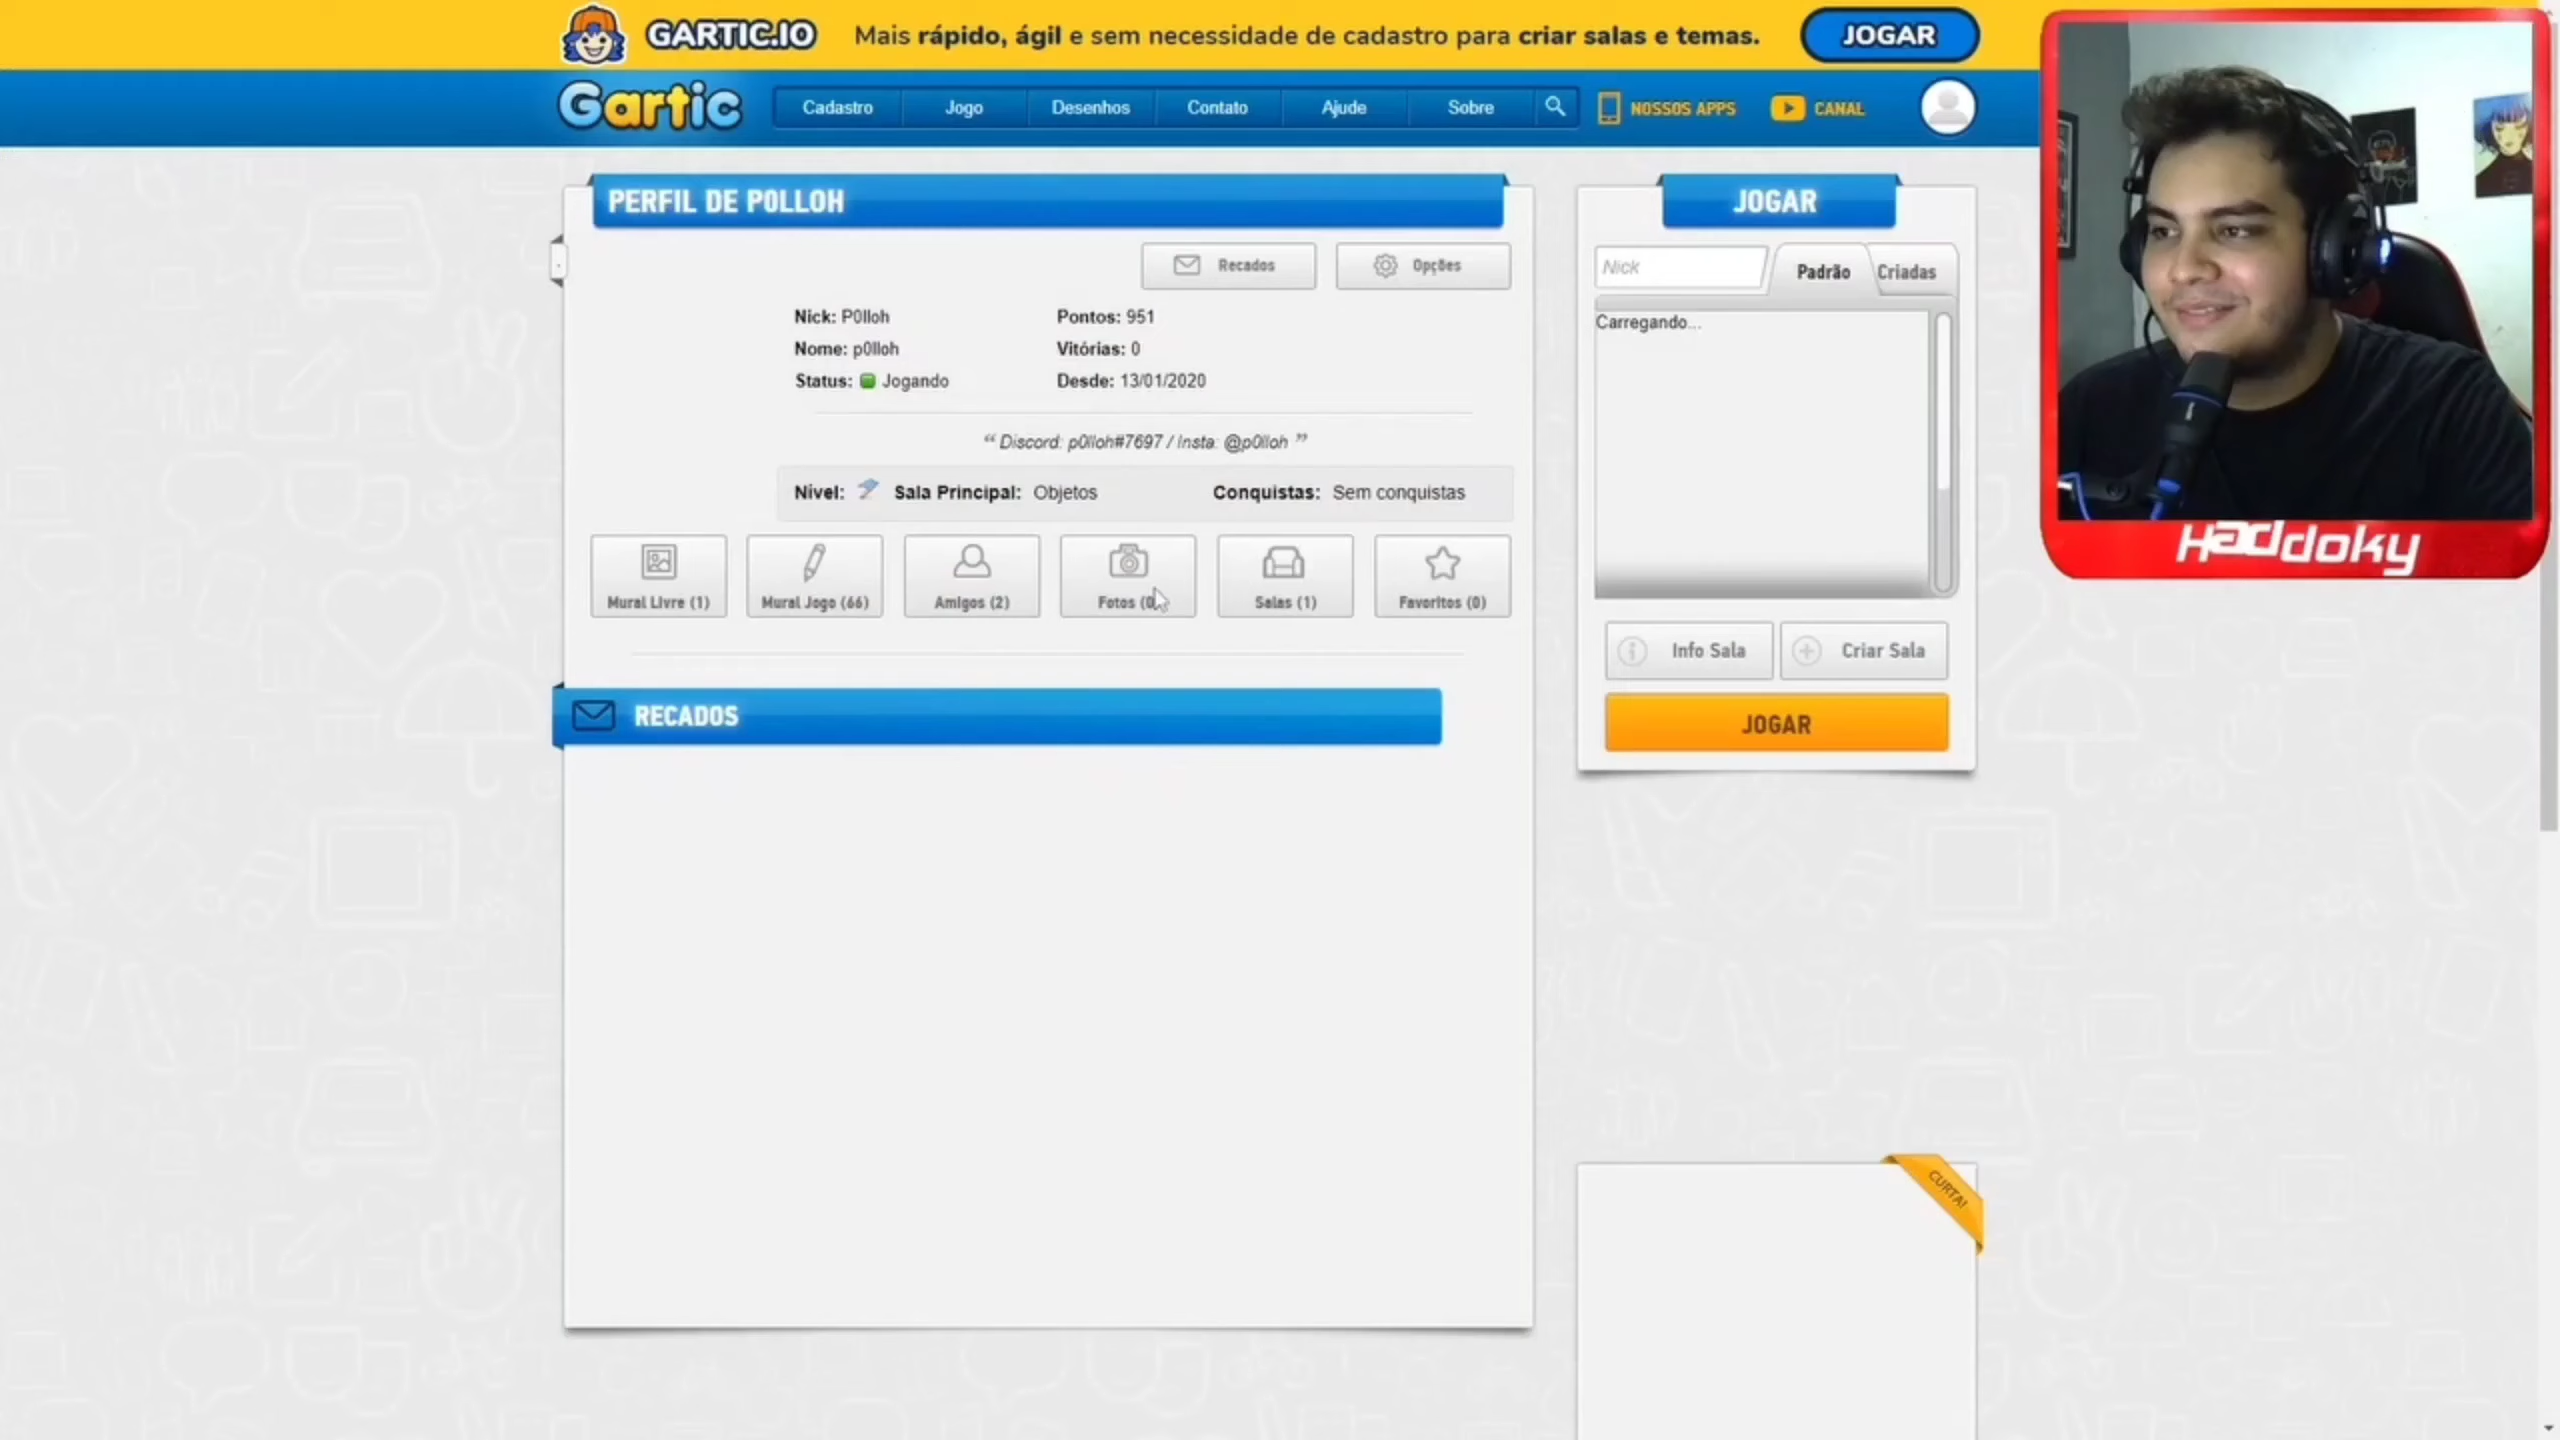 GARTIC.IO Mais rápido, ágil e sem necessidade de cadastro para criar salas e temas. JOGAR
Gartic Cadastro Jogo Desenhos Contato Ajude Sobre NOSSOS APPS CANAL
PERFIL DE P0LLOH
Recados Opções
Nick: P0lloh Pontos: 951
Nome: p0lloh Vitórias: 0
Status: Jogando Desde: 13/01/2020
“ Discord: p0lloh#7697 / Insta: @p0lloh ”
Nível: Sala Principal: Objetos Conquistas: Sem conquistas
Mural Livre (1) Mural Jogo (66) Amigos (2) Fotos (0 Salas (1) Favoritos (0)
RECADOS
JOGAR
Nick Padrão Criadas
Carregando...
Info Sala Criar Sala
JOGAR
CURTA!
Haddoky